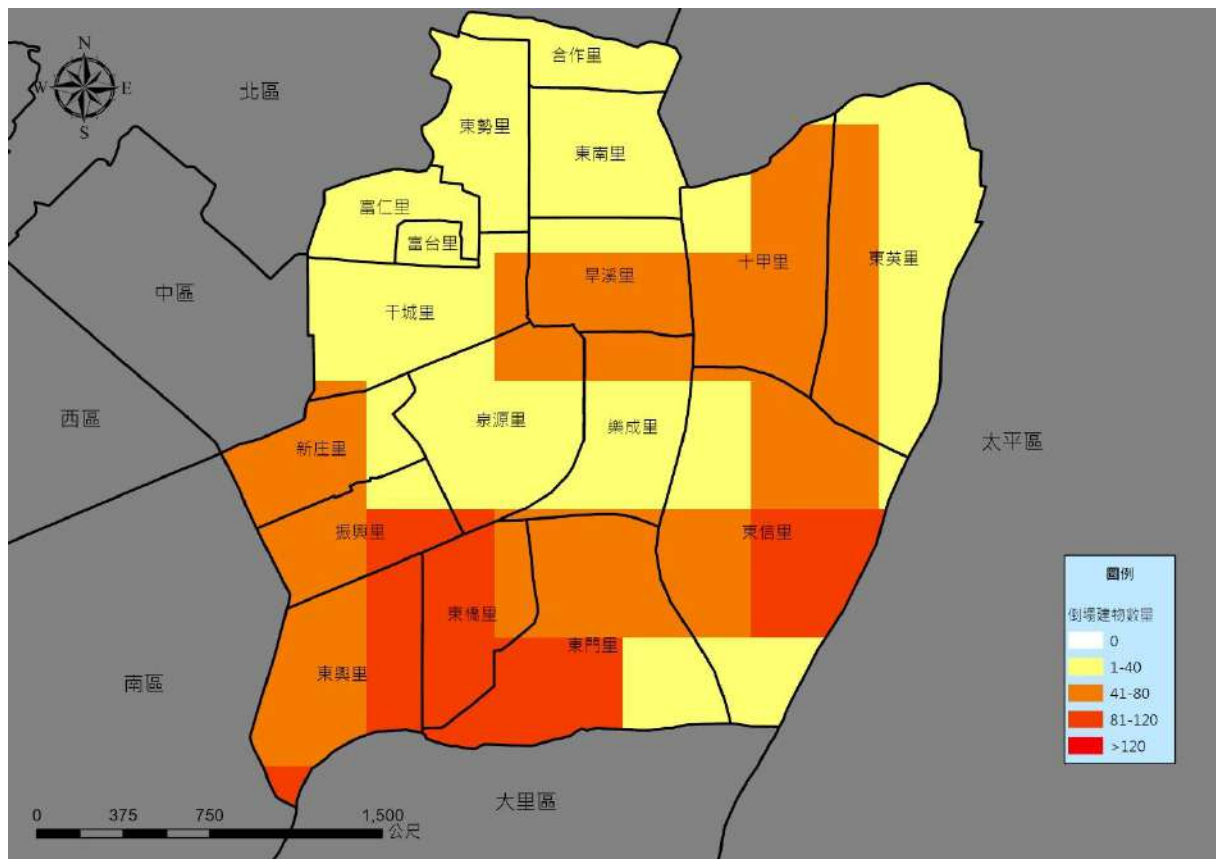 N
W E
S
北區
合作里
東勢里
東南里
富仁里
富台里
旱溪里
十甲里
東英里
中區
干城里
西區
泉源里
樂成里
新庄里
太平區
振興里
東信里
東橋里
東門里
東興里
南區
大里區
圖例
倒塌建物數量
0
1-40
41-80
81-120
>120
0 375 750 1,500
公尺